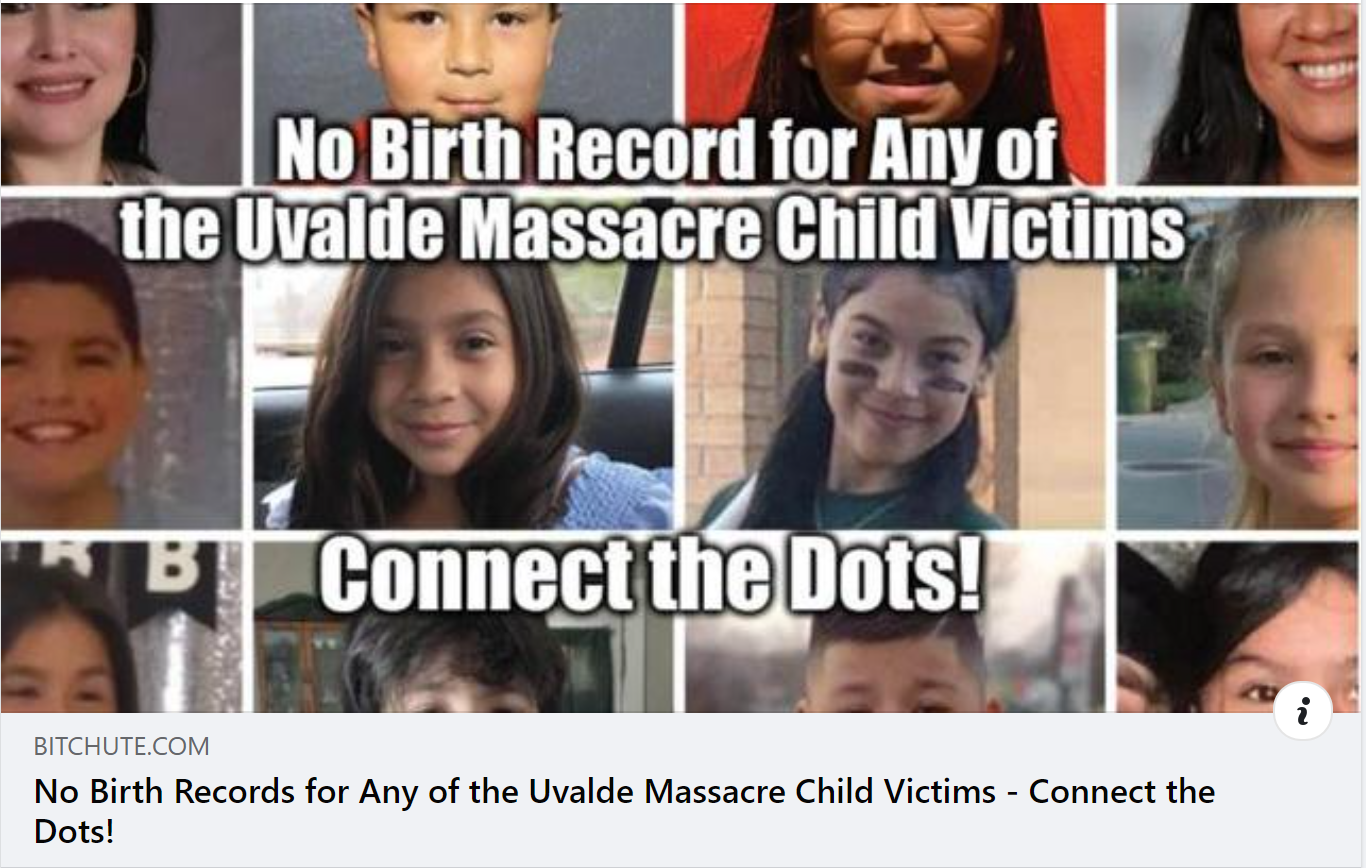 No Birth Record for Any of
the Uvalde Massacre Child Victims
Connect the Dots!
B
i
BITCHUTE.COM
No Birth Records for Any of the Uvalde Massacre Child Victims - Connect the
Dots!